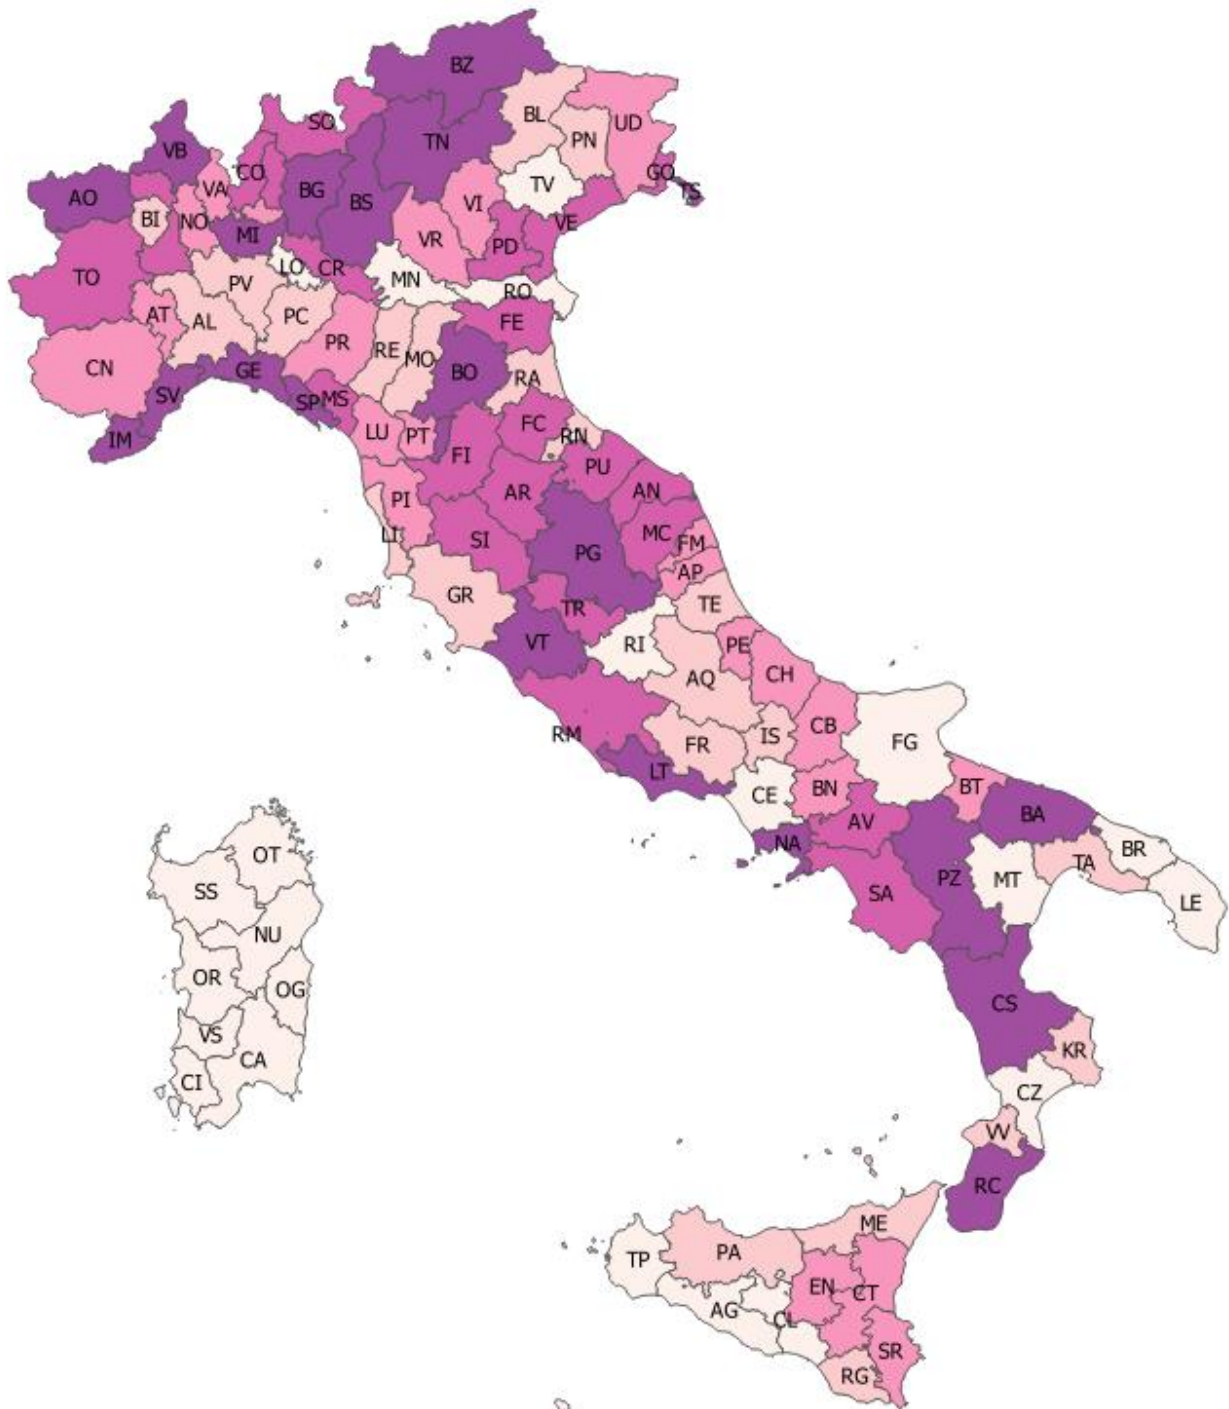 BZ
BL
UD
SO
PN
TN
VB
GO
CO
TV
VA
BG
TS
AO
BS
VI
BI
NO
VE
MI
VR
PD
LO
CR
TO
MN
PV
RO
AT
PC
AL
FE
PR
RE
MO
CN
GE
BO
RA
SV
SP
MS
FC
LU
PT
RN
IM
FI
PU
AR
AN
PI
LI
SI
MC
FM
PG
AP
GR
TR
TE
VT
RI
PE
CH
AQ
RM
CB
IS
FR
FG
LT
CE
BN
BT
AV
BA
NA
BR
OT
TA
SS
SA
PZ
MT
LE
NU
OR
OG
CS
VS
CA
KR
CI
CZ
VV
RC
ME
TP
PA
EN
CT
AG
CL
SR
RG